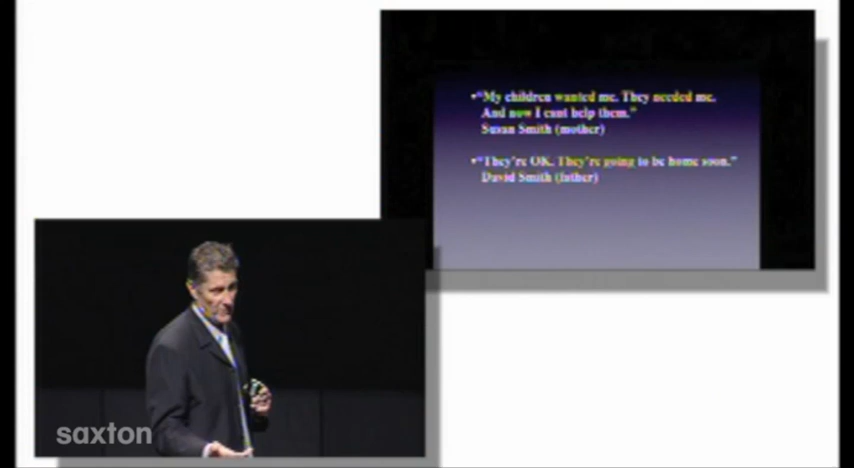 •“My children wanted me. They needed me.
And now I cant help them.”
Susan Smith (mother)
•“They're OK. They're going to be home soon.”
David Smith (father)
saxton